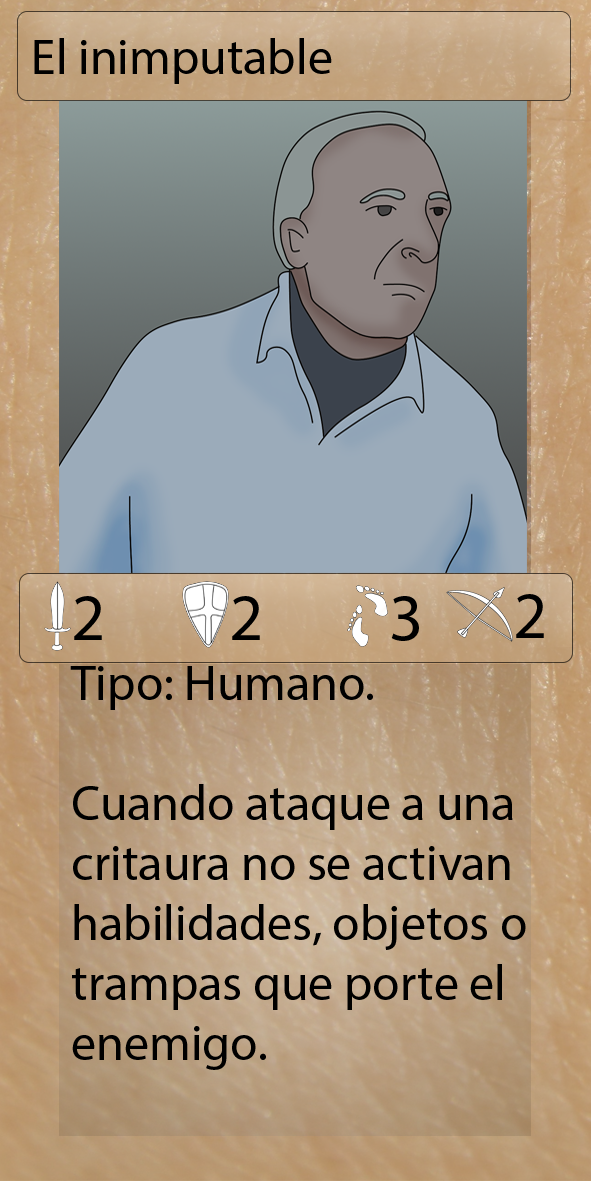 El inimputable
2 2 3 2
Tipo: Humano.
Cuando ataque a una
critaura no se activan
habilidades, objetos o
trampas que porte el
enemigo.